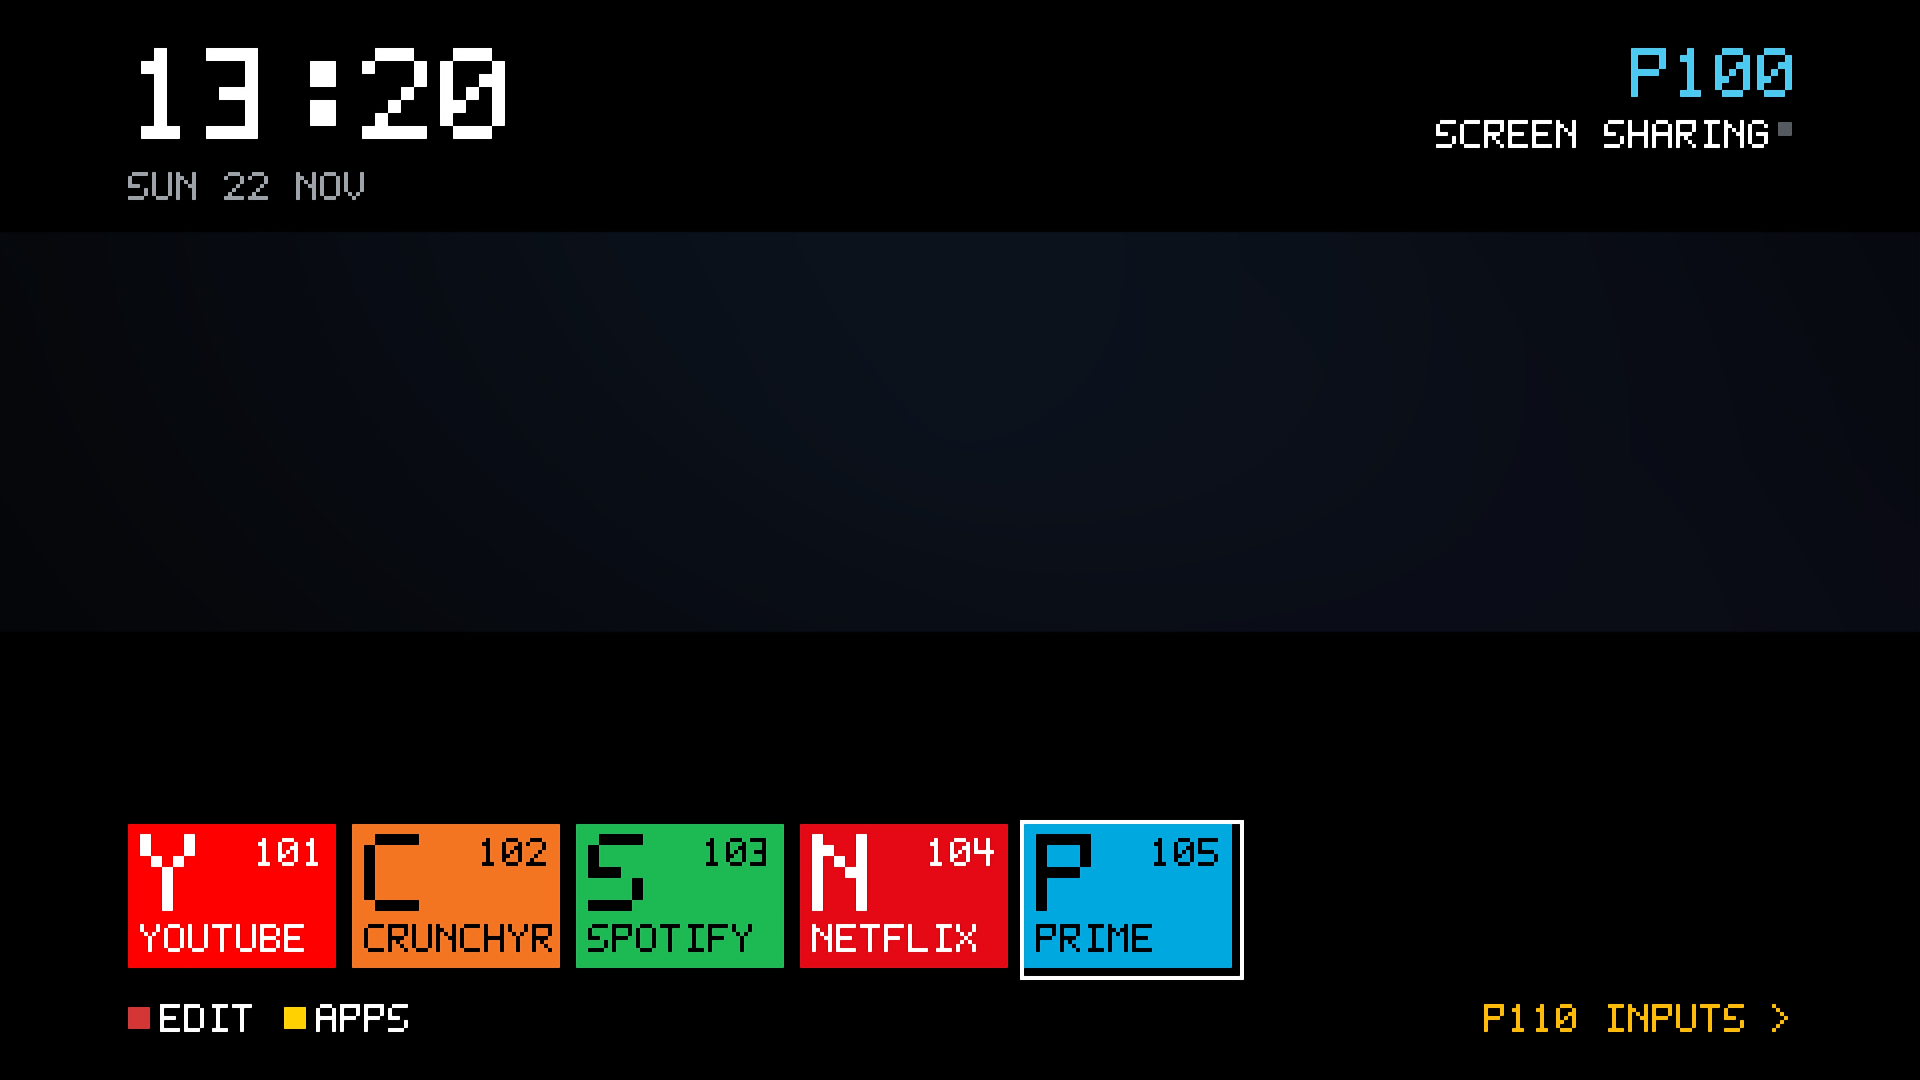 13:20
SUN 22 NOV
P100
SCREEN SHARING
Y 101
YOUTUBE
C 102
CRUNCHYR
S 103
SPOTIFY
N 104
NETFLIX
P 105
PRIME
EDIT APPS
P110 INPUTS >